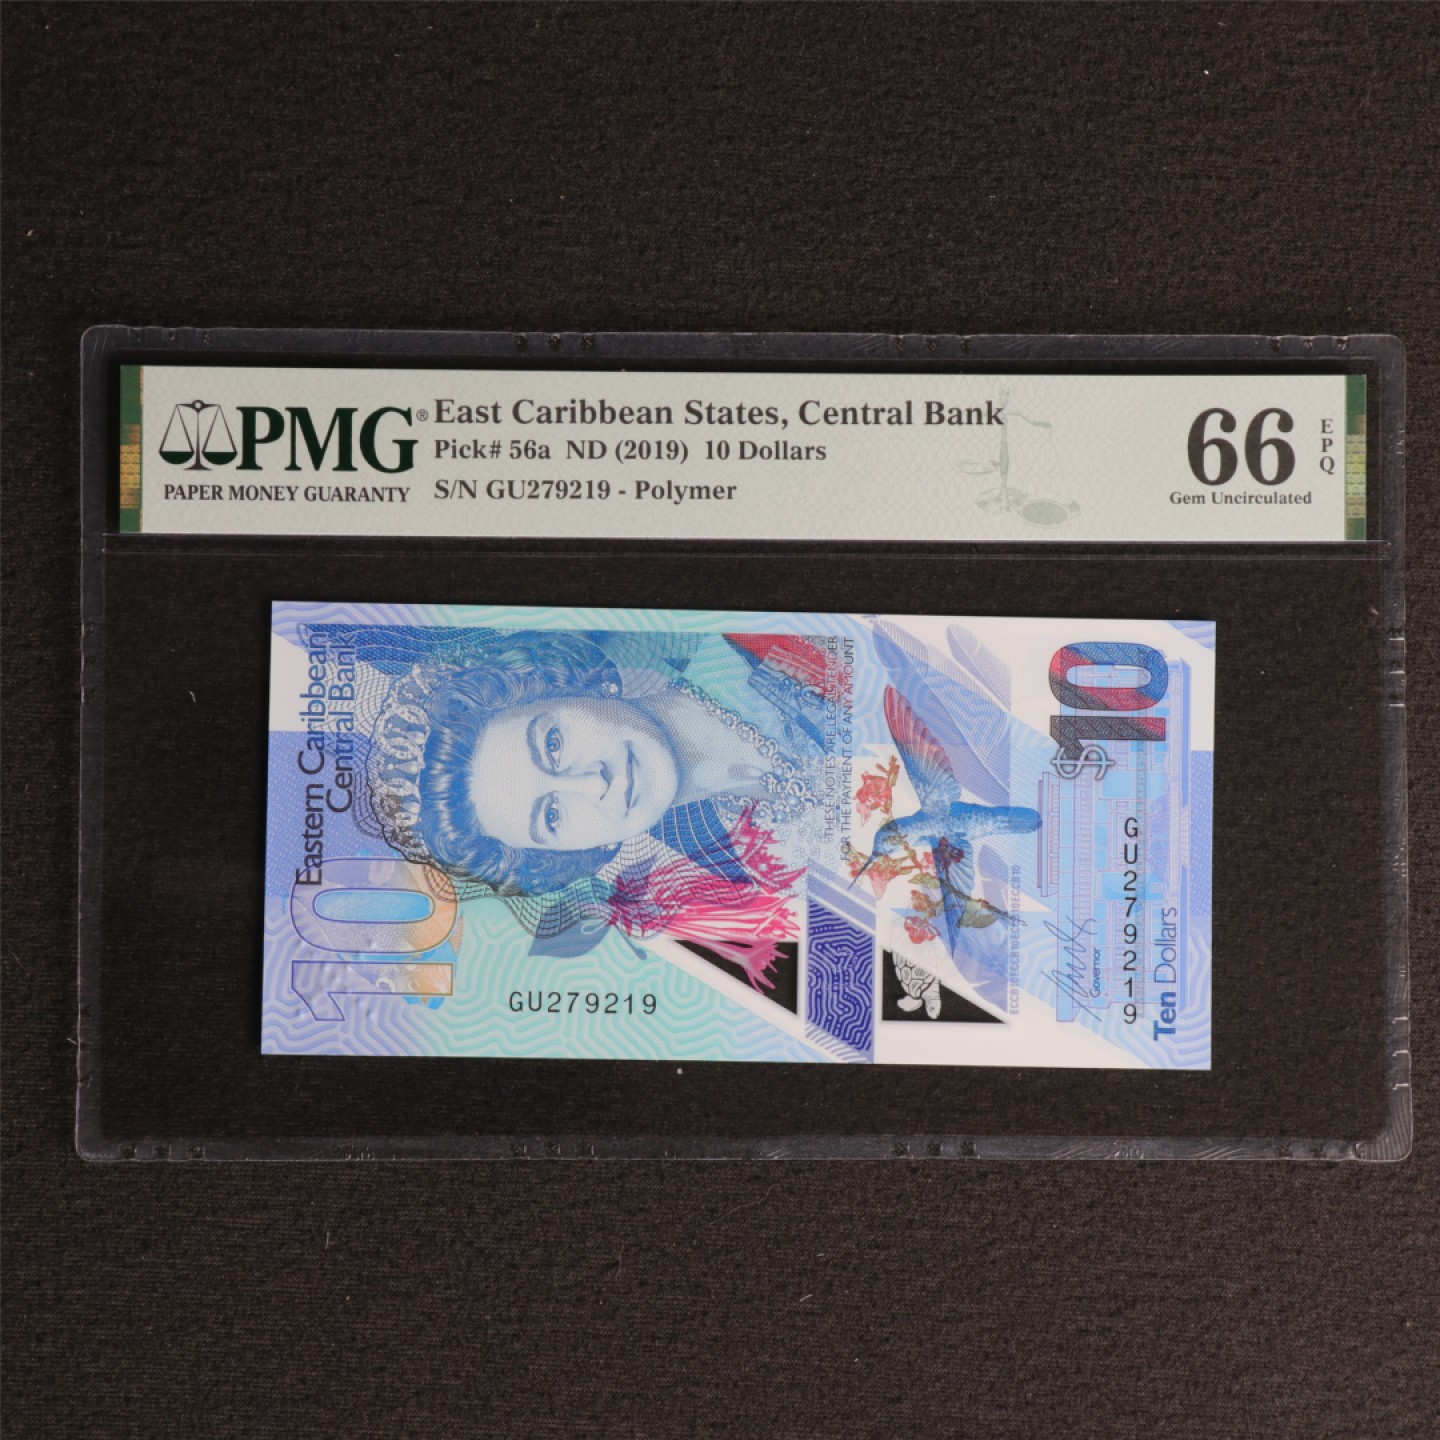 PMG®
PAPER MONEY GUARANTY
East Caribbean States, Central Bank
Pick# 56a ND (2019) 10 Dollars
S/N GU279219 - Polymer
66
EPQ
Gem Uncirculated
Eastern Caribbean
Central Bank
10
THESE NOTES ARE LEGAL TENDER
FOR THE PAYMENT OF ANY AMOUNT
$10
GU279219
GU279219
Governor
Ten Dollars